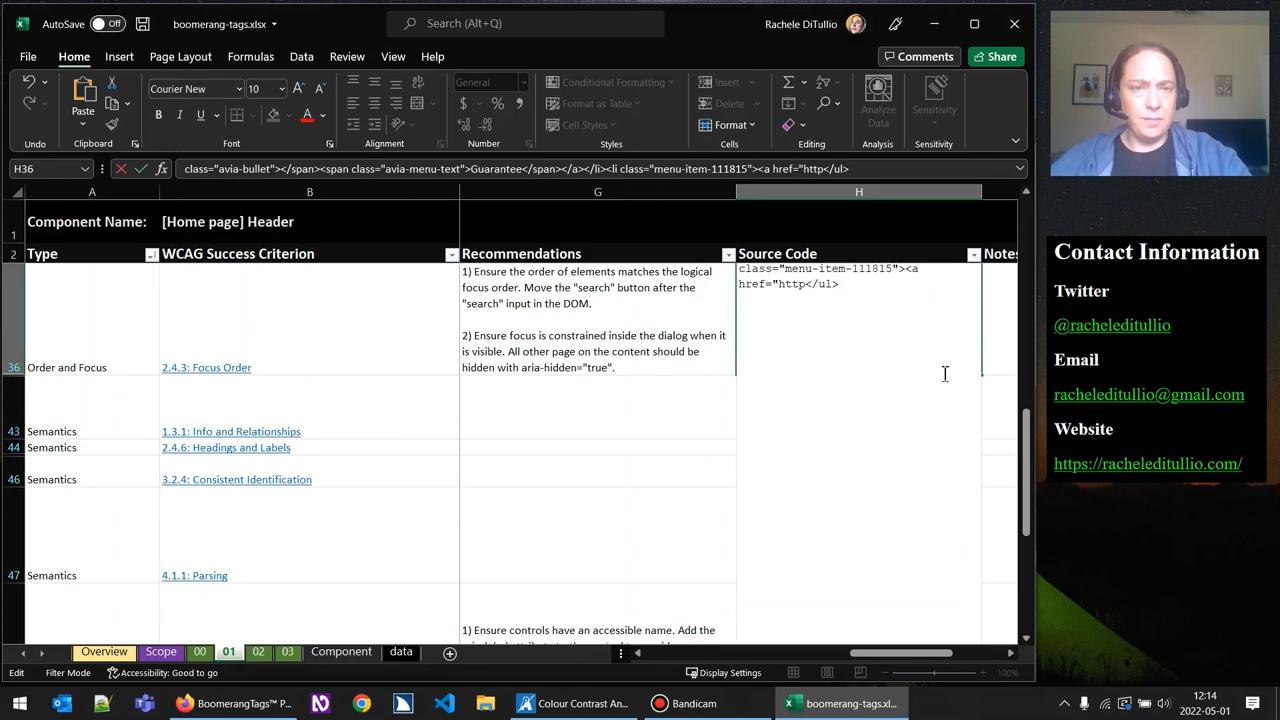 AutoSave Off boomerang-tags.xlsx Search (Alt+Q) Rachele DiTullio
File Home Insert Page Layout Formulas Data Review View Help Comments Share
Paste Courier New 10 General Conditional Formatting Insert
Format as Table Delete
B I U Cell Styles Format Analyze Data Sensitivity
Undo Clipboard Font Alignment Number Styles Cells Editing Analysis Sensitivity
H36 fx class="avia-bullet"></span><span class="avia-menu-text">Guarantee</span></a></li><li class="menu-item-111815"><a href="http</ul>
A B G H
1 Component Name: [Home page] Header
2 Type WCAG Success Criterion Recommendations Source Code Notes
1) Ensure the order of elements matches the logical
focus order. Move the "search" button after the
"search" input in the DOM.
2) Ensure focus is constrained inside the dialog when it
is visible. All other page on the content should be
hidden with aria-hidden="true".
class="menu-item-111815"><a
href="http</ul>
36 Order and Focus 2.4.3: Focus Order
43 Semantics 1.3.1: Info and Relationships
44 Semantics 2.4.6: Headings and Labels
46 Semantics 3.2.4: Consistent Identification
47 Semantics 4.1.1: Parsing
1) Ensure controls have an accessible name. Add the
Overview Scope 00 01 02 03 Component data
Edit Filter Mode Accessibility: Good to go Display Settings 100%
BoomerangTags™ P... Colour Contrast An... Bandicam boomerang-tags.xl... 12:14
2022-05-01
Contact Information
Twitter
@racheleditullio
Email
racheleditullio@gmail.com
Website
https://racheleditullio.com/